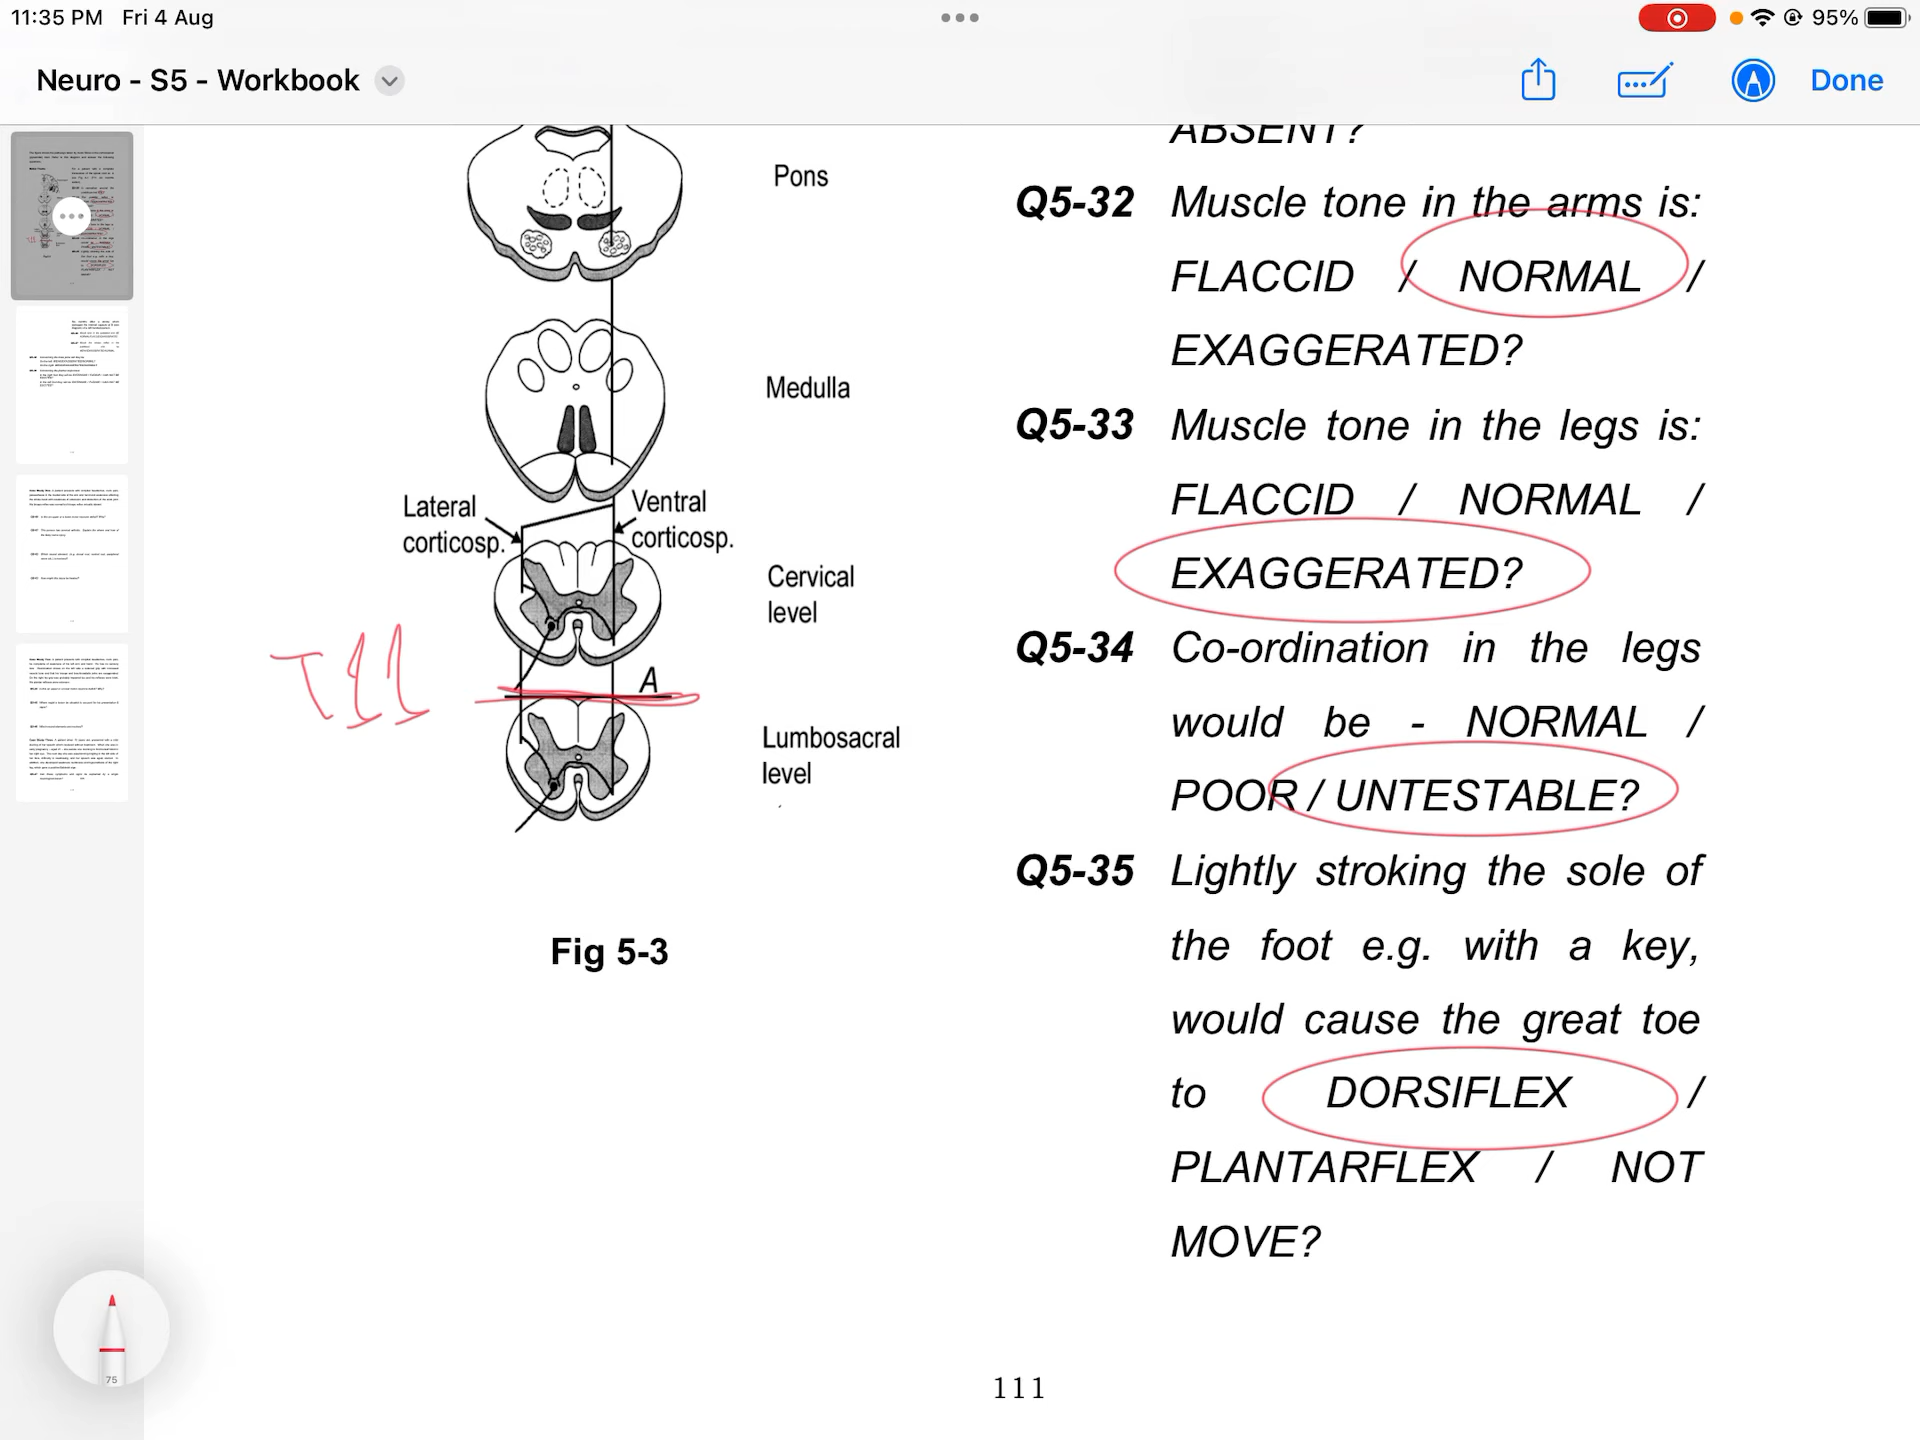 11:35 PM Fri 4 Aug
95%
Neuro - S5 - Workbook
Done
ABSENT?
Pons
Q5-32 Muscle tone in the arms is:
FLACCID / NORMAL /
EXAGGERATED?
Medulla
Q5-33 Muscle tone in the legs is:
FLACCID / NORMAL /
EXAGGERATED?
Lateral
corticosp.
Ventral
corticosp.
Cervical
level
T11
A
Lumbosacral
level
Q5-34 Co-ordination in the legs
would be - NORMAL /
POOR / UNTESTABLE?
Q5-35 Lightly stroking the sole of
the foot e.g. with a key,
would cause the great toe
to DORSIFLEX /
PLANTARFLEX / NOT
MOVE?
Fig 5-3
75
111